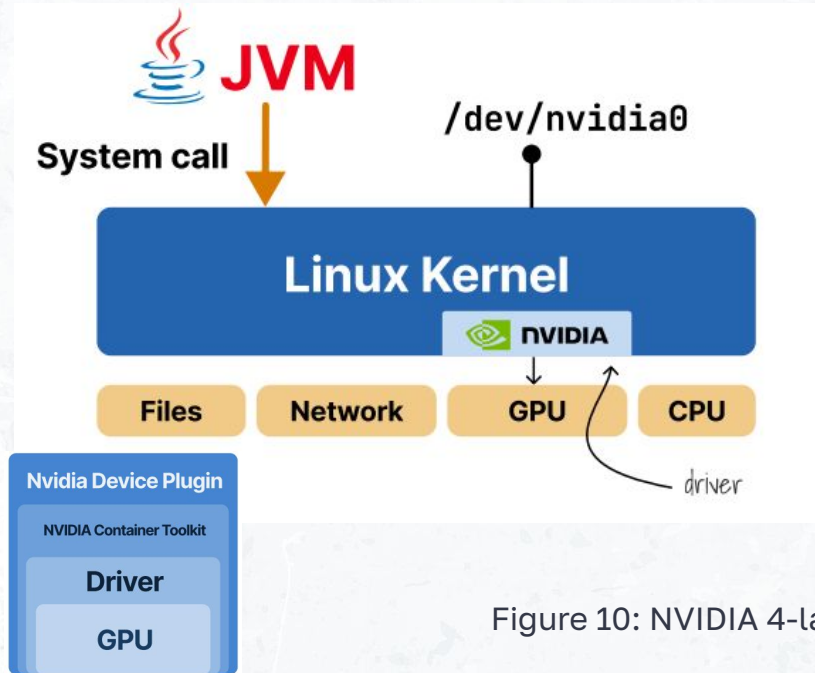 JVM
System call
/dev/nvidia0
Linux Kernel
NVIDIA
Files
Network
GPU
CPU
driver
Nvidia Device Plugin
NVIDIA Container Toolkit
Driver
GPU
Figure 10: NVIDIA 4-la